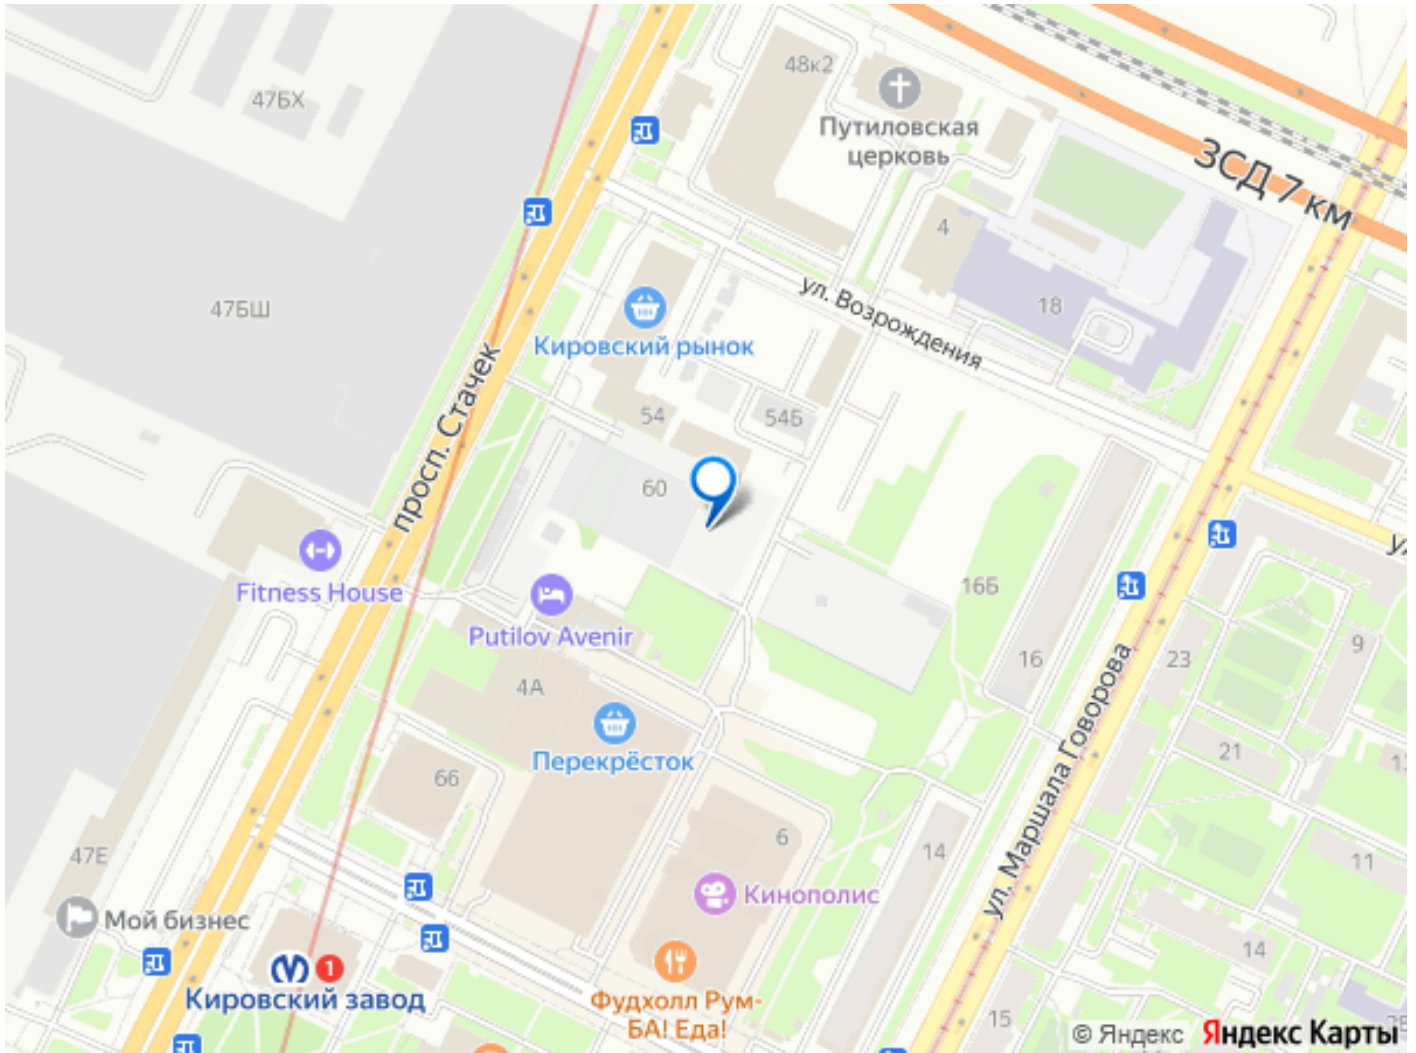 48к2
47БХ
Путиловская
церковь
ЗСД 7 км
4
47БШ
18
ул. Возрождения
Кировский рынок
просп. Стачек
54
54Б
60
Fitness House
Putilov Avenir
16Б
16
9
23
4А
21
Перекрёсток
66
ул. Маршала Говорова
6
14
47Е
11
Кинополис
Мой бизнес
14
1
Кировский завод
Фудхолл Рум-
БА! Еда!
15
© Яндекс Яндекс Карты